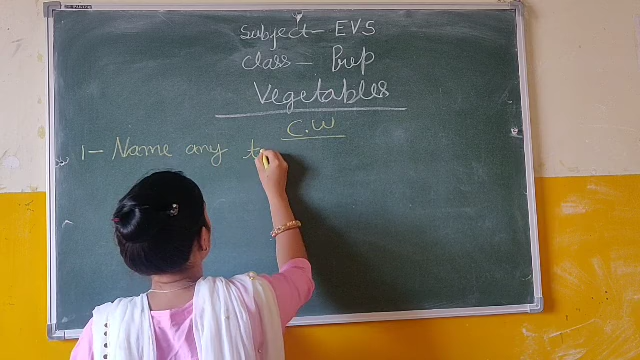 Subject- EVS
class - Prep
Vegetables
C.W
1- Name any